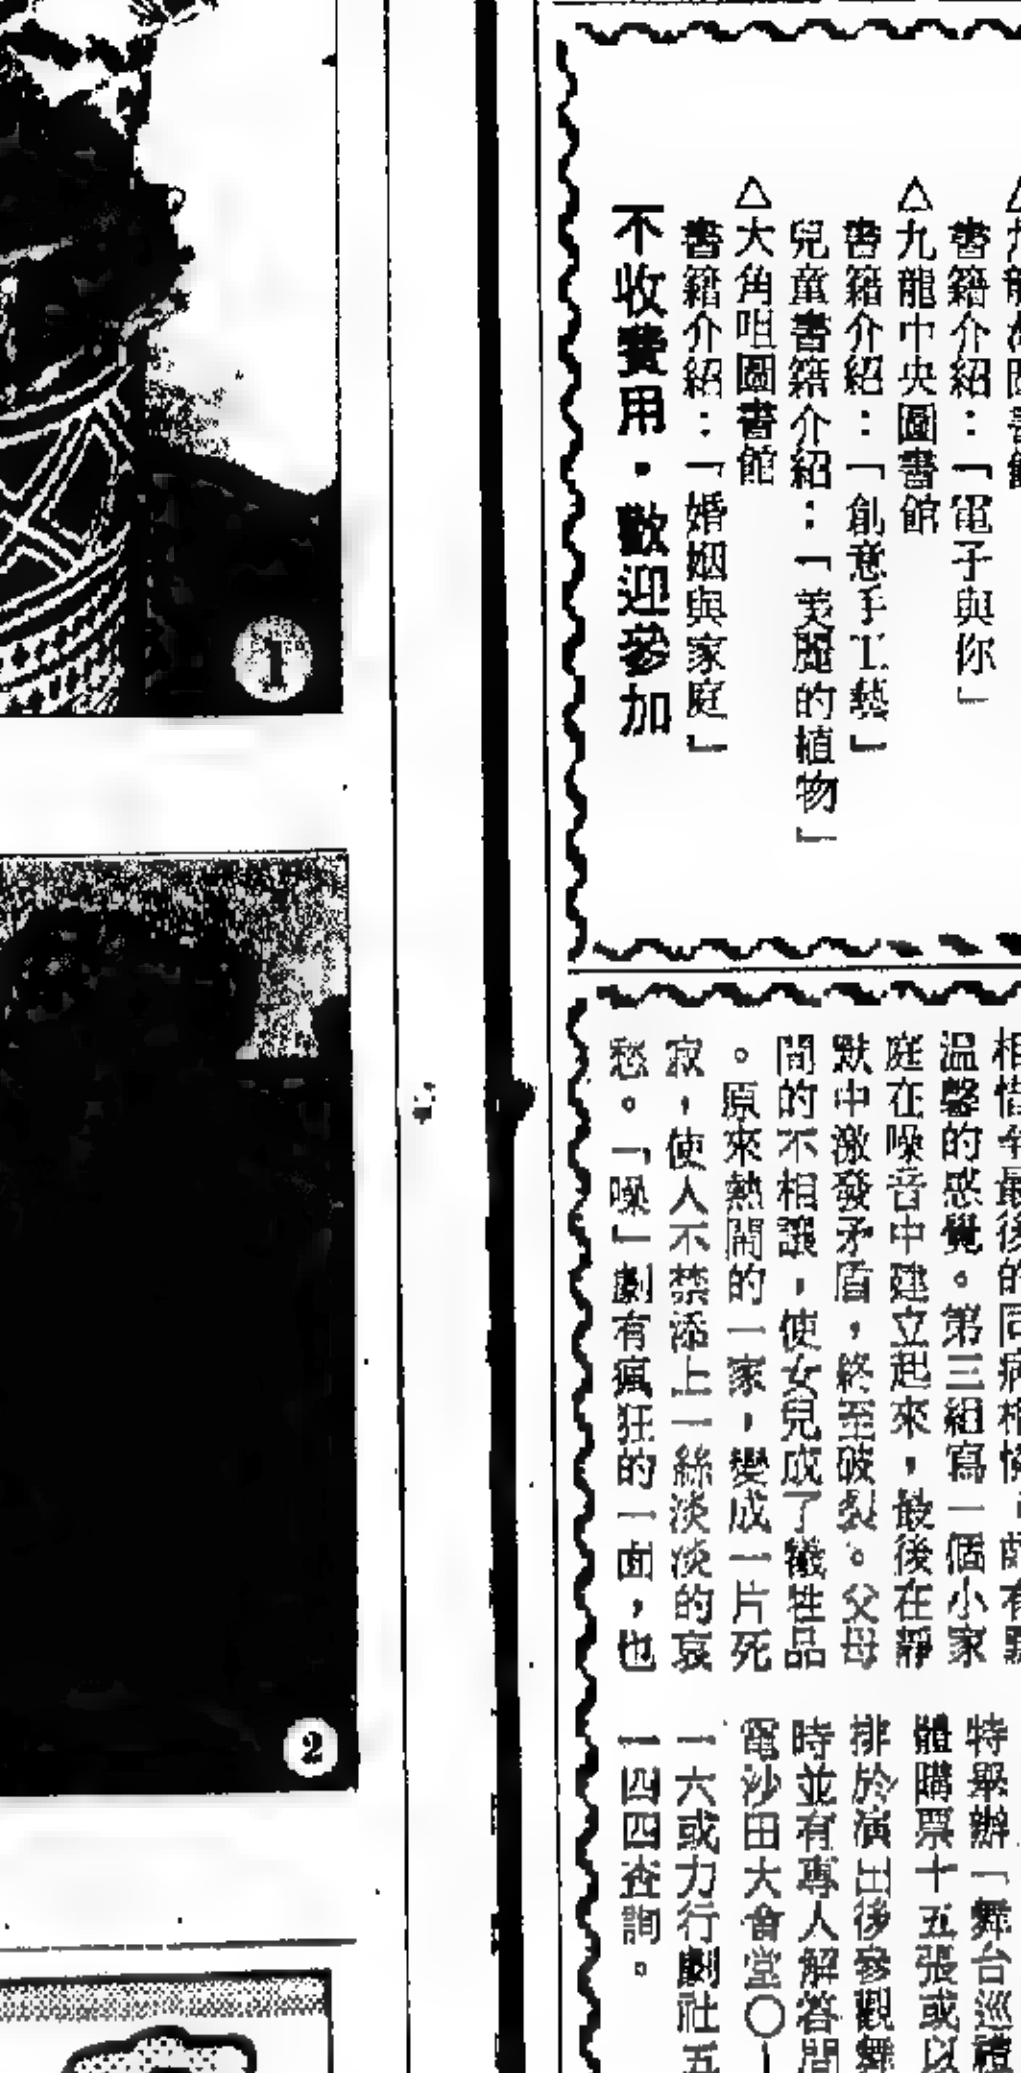 書籍介紹：「電子與你」
△九龍中央圖書館
書籍介紹：「創意手工藝」
兒童書籍介紹：「美麗的植物」
△大角咀圖書館
書籍介紹：「婚姻與家庭」
不收費用・歡迎參加
溫馨的感覺。第三組寫一個小家
庭在噪音中建立起來，最後在靜
默中激發矛盾，終至破裂。父母
間的不相讓，使女兒成了犧牲品
。原來熱鬧的一家，變成一片死
寂，使人不禁添上一絲淡淡的哀
愁。「噪」劇有瘋狂的一面，也
特舉辦「舞台巡禮
體購票十五張或以
排於演出後參觀舞
時並有專人解答問
電沙田大會堂〇一
一六或力行劇社五
一四四查詢。
1
2